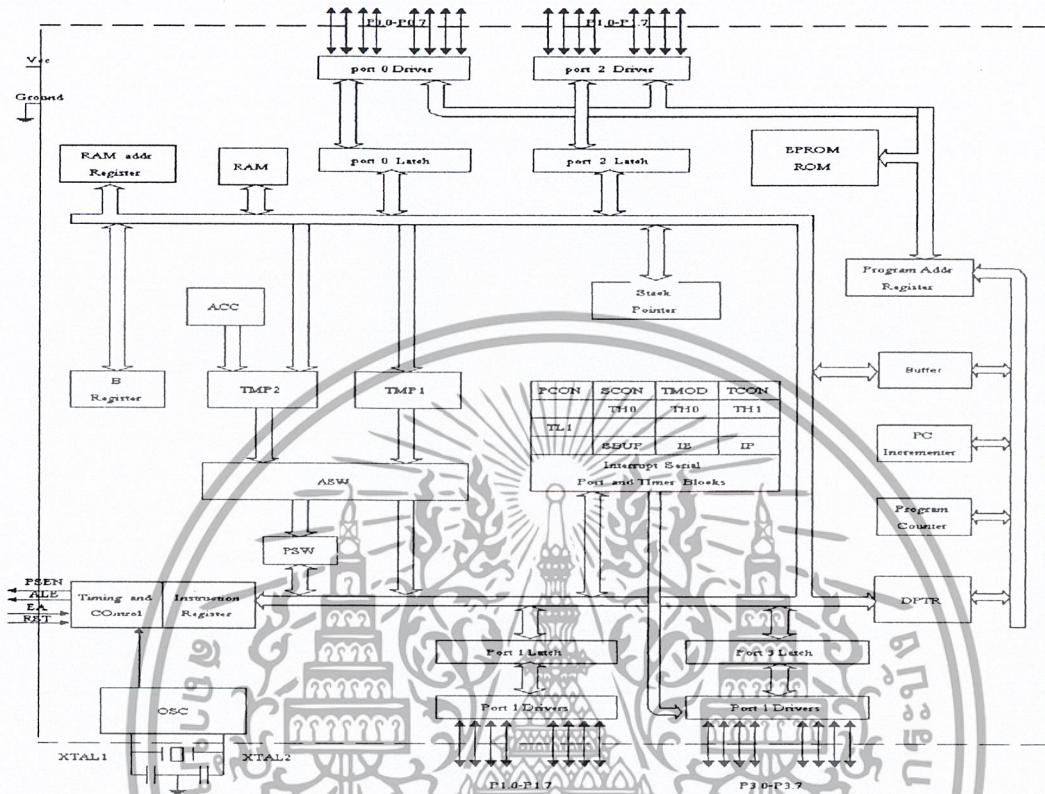 P0.0-P0.7
P1.0-P1.7
Vcc
Ground
port 0 Driver
port 2 Driver
RAM addr
Register
RAM
port 0 Latch
port 2 Latch
EPROM
ROM
Program Addr
Register
ACC
Stack
Pointer
B
Register
TMP2
TMP1
Buffer
PCON SCON TMOD TCON
TH0 TH0 TH1
TL1
SBUF IE IP
Interrupt Serial
Port and Timer Blocks
PC
Incrementer
ASW
Program
Counter
PSW
PSEN
ALE
EA
RST
Timing and
COntrol
Instruction
Register
DPTR
Port 1 Latch
Port 3 Latch
OSC
Port 1 Drivers
Port 1 Drivers
XTAL1
XTAL2
P1.0-P1.7
P3.0-P3.7